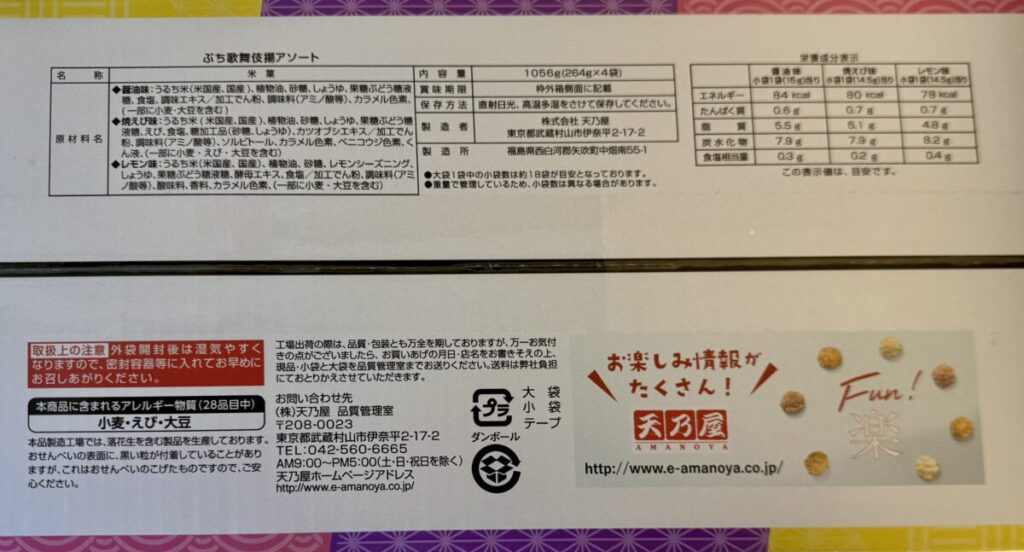 ぷち歌舞伎揚アソート
名称 米菓
原材料名
◆醤油味:うるち米(米国産、国産)、植物油、砂糖、しょうゆ、果糖ぶどう糖液
糖、食塩、調味エキス/加工でん粉、調味料(アミノ酸等)、カラメル色素、
(一部に小麦・大豆を含む)
◆焼えび味:うるち米(米国産、国産)、植物油、砂糖、しょうゆ、果糖ぶどう糖
液糖、えび、食塩、糖加工品(砂糖、しょうゆ)、カツオブシエキス/加工でん
粉、調味料(アミノ酸等)、ソルビトール、カラメル色素、ベニコウジ色素、く
ん液、(一部に小麦・えび・大豆を含む)
◆レモン味:うるち米(米国産、国産)、植物油、砂糖、レモンシーズニング、
しょうゆ、果糖ぶどう糖液糖、酵母エキス、食塩/加工でん粉、調味料(アミ
ノ酸等)、酸味料、香料、カラメル色素、(一部に小麦・大豆を含む)
内容量 1056g(264g×4袋)
賞味期限 枠外箱側面に記載
保存方法 直射日光、高温多湿をさけて保存してください。
製造者 株式会社 天乃屋
東京都武蔵村山市伊奈平2-17-2
製造所 福島県西白河郡矢吹町中畑南55-1
●大袋1袋中の小袋数は約18袋が目安となっております。
●重量で管理しているため、小袋数は異なる場合があります。
栄養成分表示
醤油味 焼えび味 レモン味
小袋1袋(15g)当り 小袋1袋(14.5g)当り 小袋1袋(14.5g)当り
エネルギー 84 kcal 80 kcal 78 kcal
たんぱく質 0.6 g 0.7 g 0.7 g
脂質 5.5 g 5.1 g 4.8 g
炭水化物 7.9 g 7.9 g 8.2 g
食塩相当量 0.3 g 0.2 g 0.4 g
この表示値は、目安です。
取扱上の注意 外袋開封後は湿気やすく
なりますので、密封容器等に入れてお早めに
お召しあがりください。
本商品に含まれるアレルギー物質(28品目中)
小麦・えび・大豆
本品製造工場では、落花生を含む製品を生産しております。
おせんべいの表面に、黒い粒が付着していることがあり
ますが、これはおせんべいのこげたものですので、ご安
心ください。
工場出荷の際は、品質・包装とも万全を期しておりますが、万一お気付
きの点がございましたら、お買いあげの月日・店名をお書きそえの上、
現品・小袋と大袋を品質管理室までお送りください。送料は弊社負担
にておとりかえさせていただきます。
お問い合わせ先
(株)天乃屋 品質管理室
〒208-0023
東京都武蔵村山市伊奈平2-17-2
TEL:042-560-6665
AM9:00〜PM5:00(土・日・祝日を除く)
天乃屋ホームページアドレス
http://www.e-amanoya.co.jp/
プラ
大袋
小袋
テープ
ダンボール
お楽しみ情報が
たくさん!
天乃屋
AMANOYA
http://www.e-amanoya.co.jp/
Fun!
楽